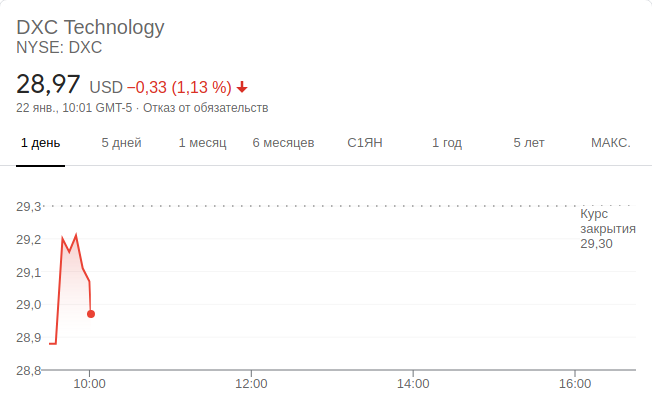 DXC Technology
NYSE: DXC
28,97 USD −0,33 (1,13 %)
22 янв., 10:01 GMT-5 · Отказ от обязательств
1 день 5 дней 1 месяц 6 месяцев С1ЯН 1 год 5 лет МАКС.
29,3
Курс
закрытия
29,30
29,2
29,1
29,0
28,9
28,8
10:00 12:00 14:00 16:00